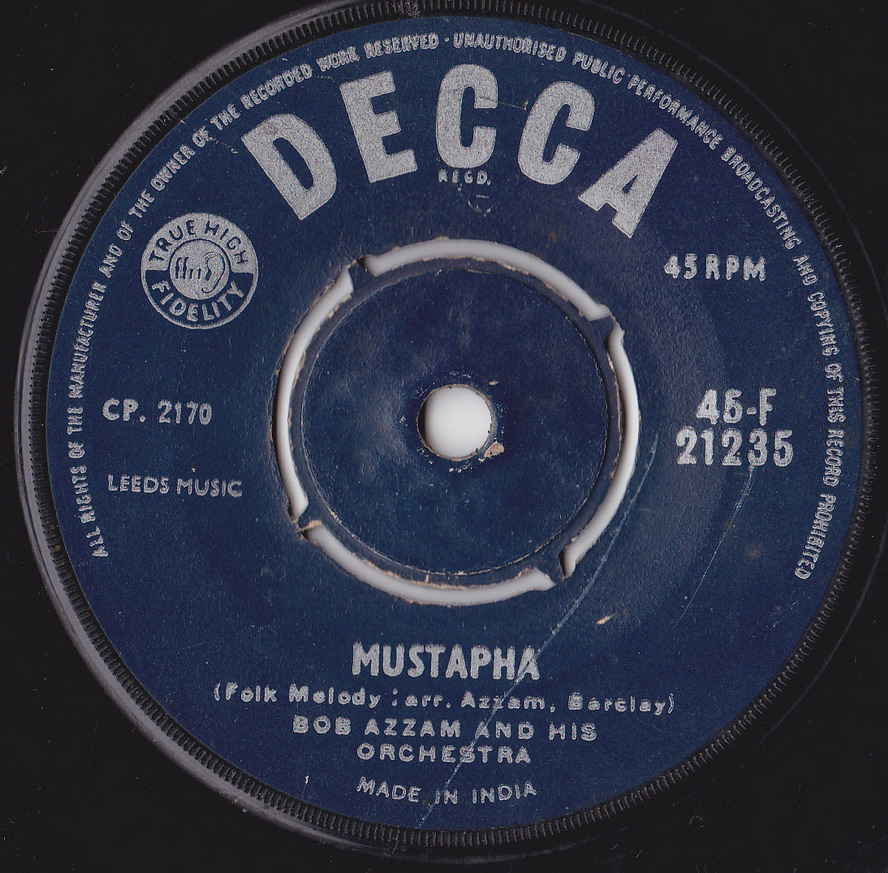 ALL RIGHTS OF THE MANUFACTURER AND OF THE OWNER OF THE RECORDED WORK RESERVED · UNAUTHORISED PUBLIC PERFORMANCE BROADCASTING AND COPYING OF THIS RECORD PROHIBITED
DECCA
REGD.
TRUE HIGH
ffrr
FIDELITY
45 RPM
CP. 2170
45-F
21235
LEEDS MUSIC
MUSTAPHA
(Folk Melody : arr. Azzam, Barclay)
BOB AZZAM AND HIS
ORCHESTRA
MADE IN INDIA